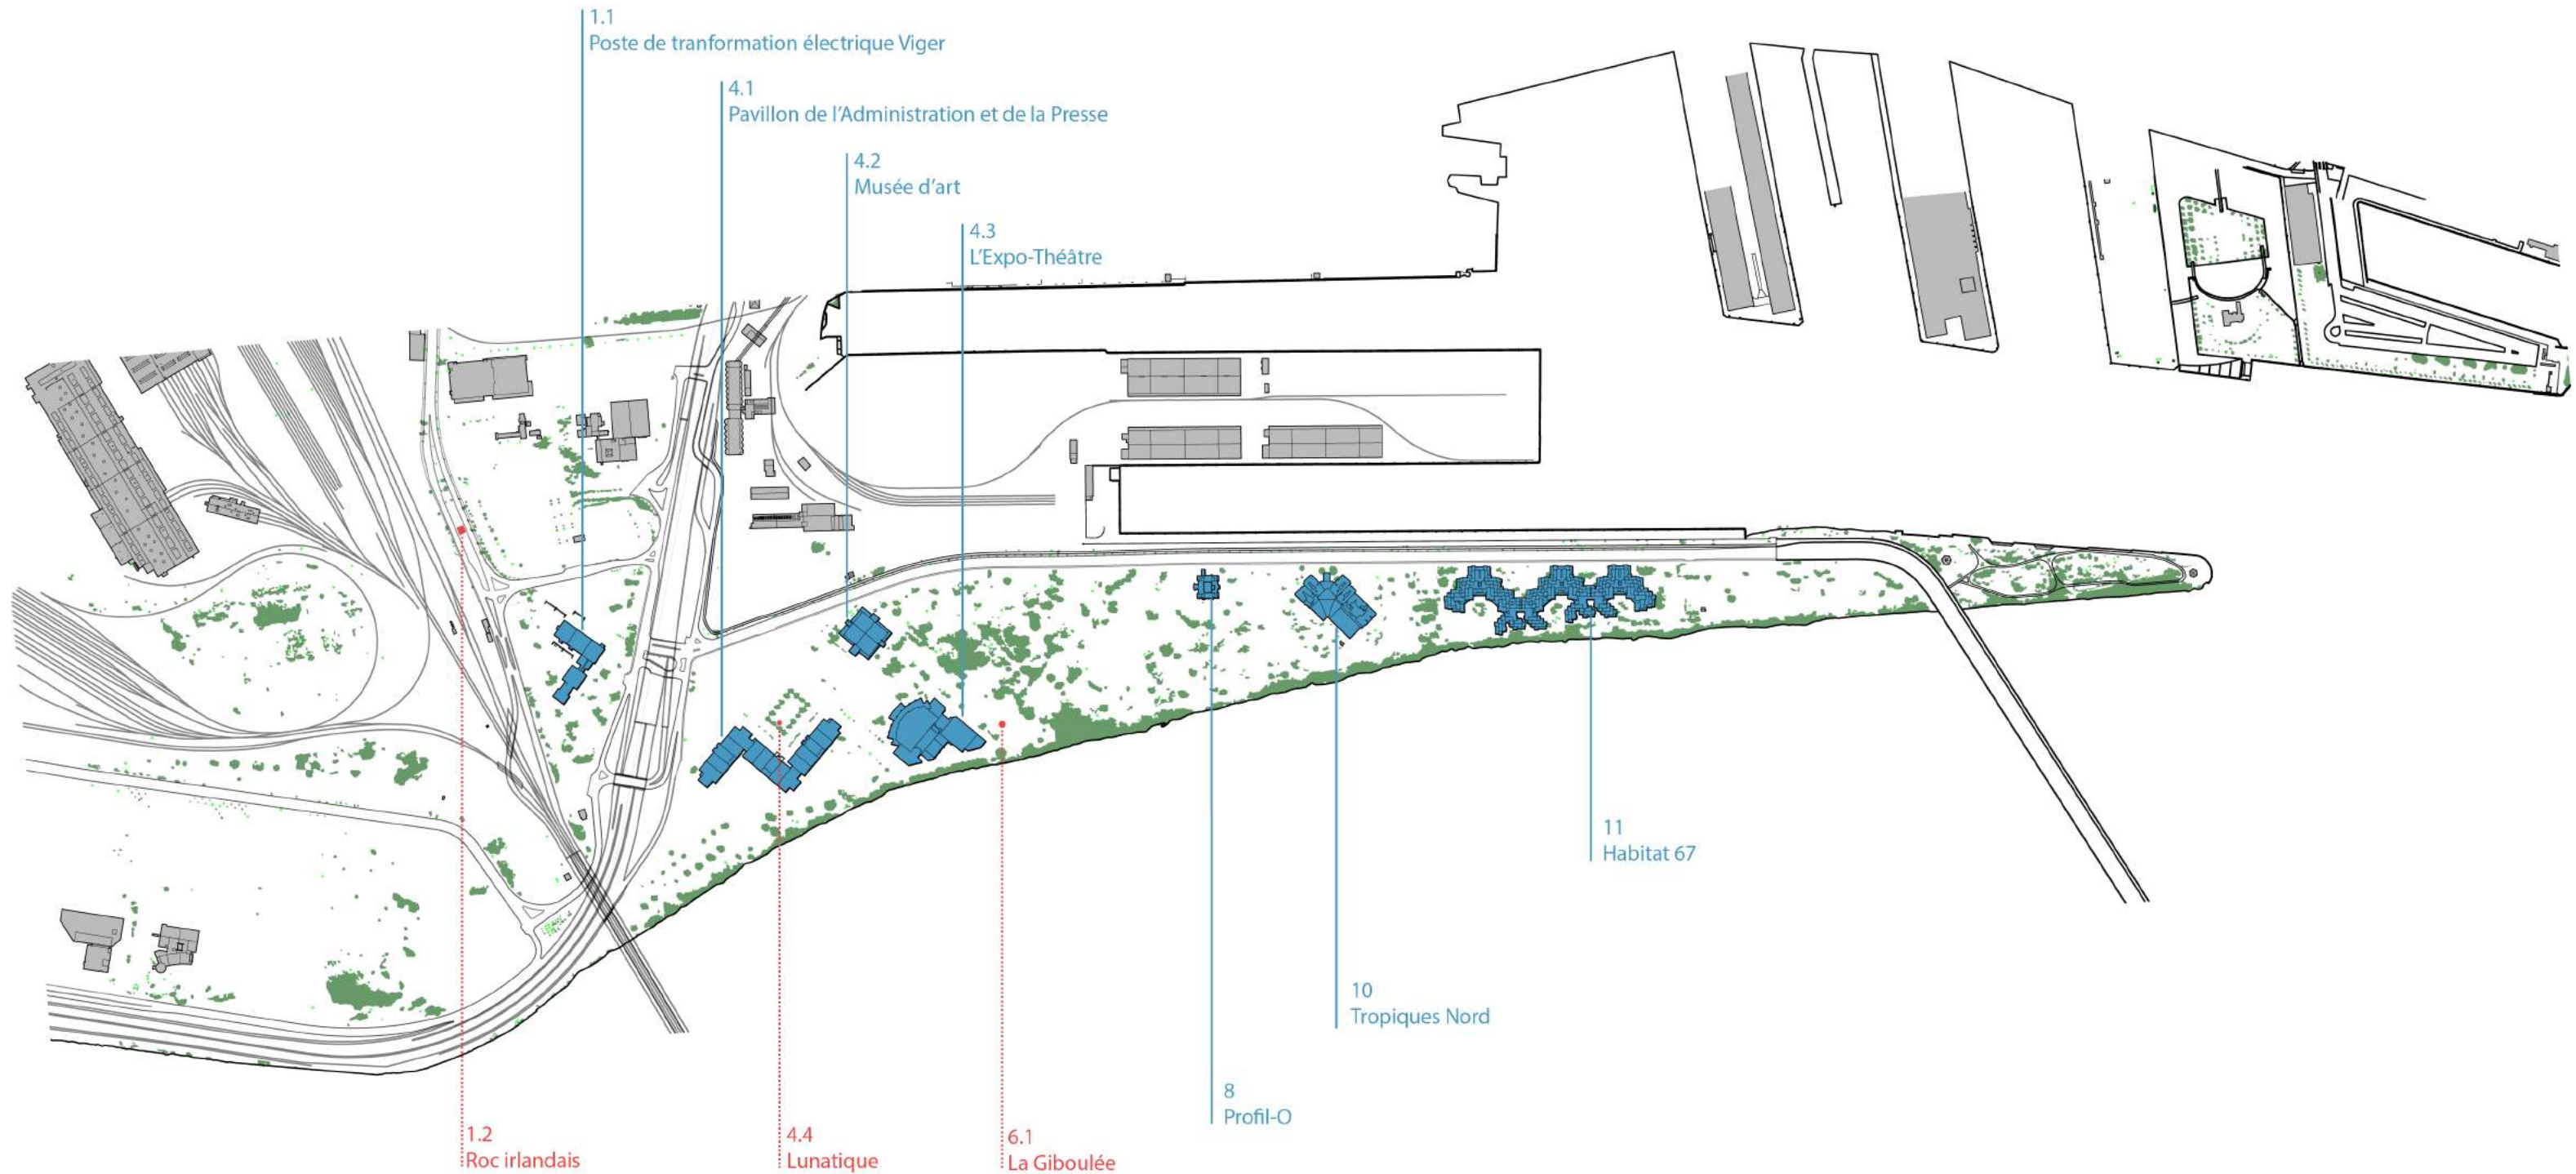 1.1
Poste de tranformation électrique Viger
4.1
Pavillon de l'Administration et de la Presse
4.2
Musée d'art
4.3
L'Expo-Théâtre
11
Habitat 67
10
Tropiques Nord
8
Profil-O
1.2
Roc irlandais
4.4
Lunatique
6.1
La Giboulée